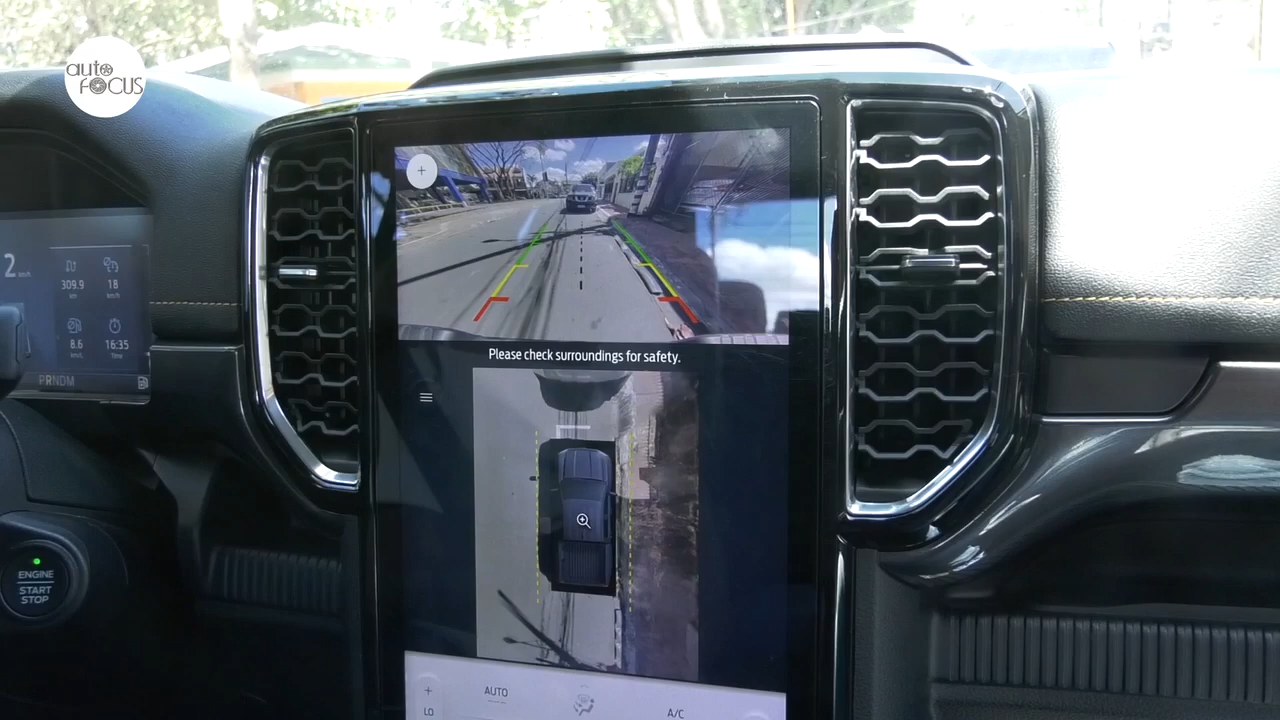 auto
FOCUS
2 km/h
309.9
km
18
km/h
8.6
km/L
16:35
Time
PRNDM
ENGINE
START
STOP
Please check surroundings for safety.
AUTO
LO
A/C